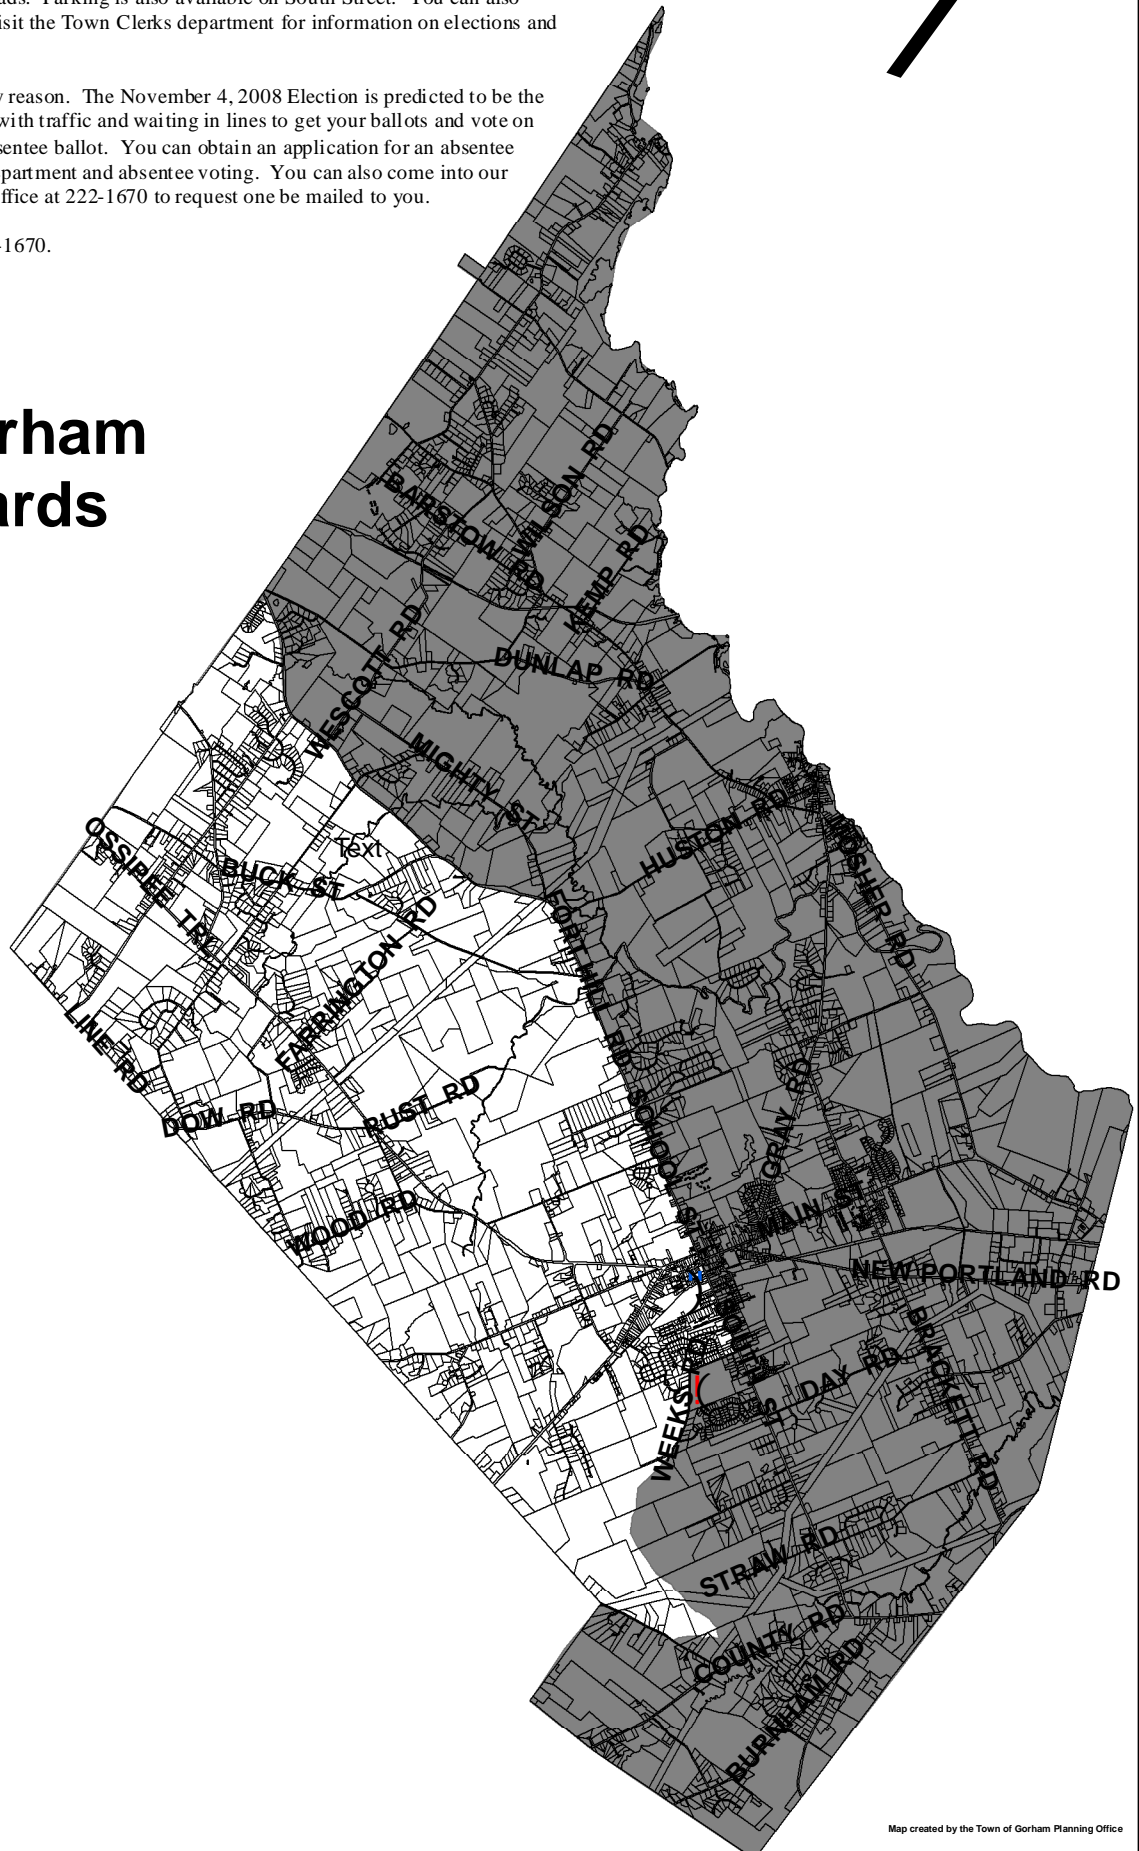 ads. Parking is also available on South Street. You can also
isit the Town Clerks department for information on elections and
y reason. The November 4, 2008 Election is predicted to be the
with traffic and waiting in lines to get your ballots and vote on
sentee ballot. You can obtain an application for an absentee
partment and absentee voting. You can also come into our
ffice at 222-1670 to request one be mailed to you.
-1670.
rham
ards
WILSON RD
BARSTOW RD
KEMP RD
WESCOTT RD
DUNLAP RD
MIGHTY ST
HUSTON RD
MOSHER RD
OSSIPEE TRL
Text
BUCK ST
FARRINGTON RD
FORT HILL RD
LINE RD
DOW RD
RUST RD
SCHOOL ST
GRAY RD
WOOD RD
MAIN ST
NEW PORTLAND RD
SOUTH ST
BRACKETT RD
DAY RD
WEEKS RD
STRAW RD
COUNTY RD
BURNHAM RD
Map created by the Town of Gorham Planning Office